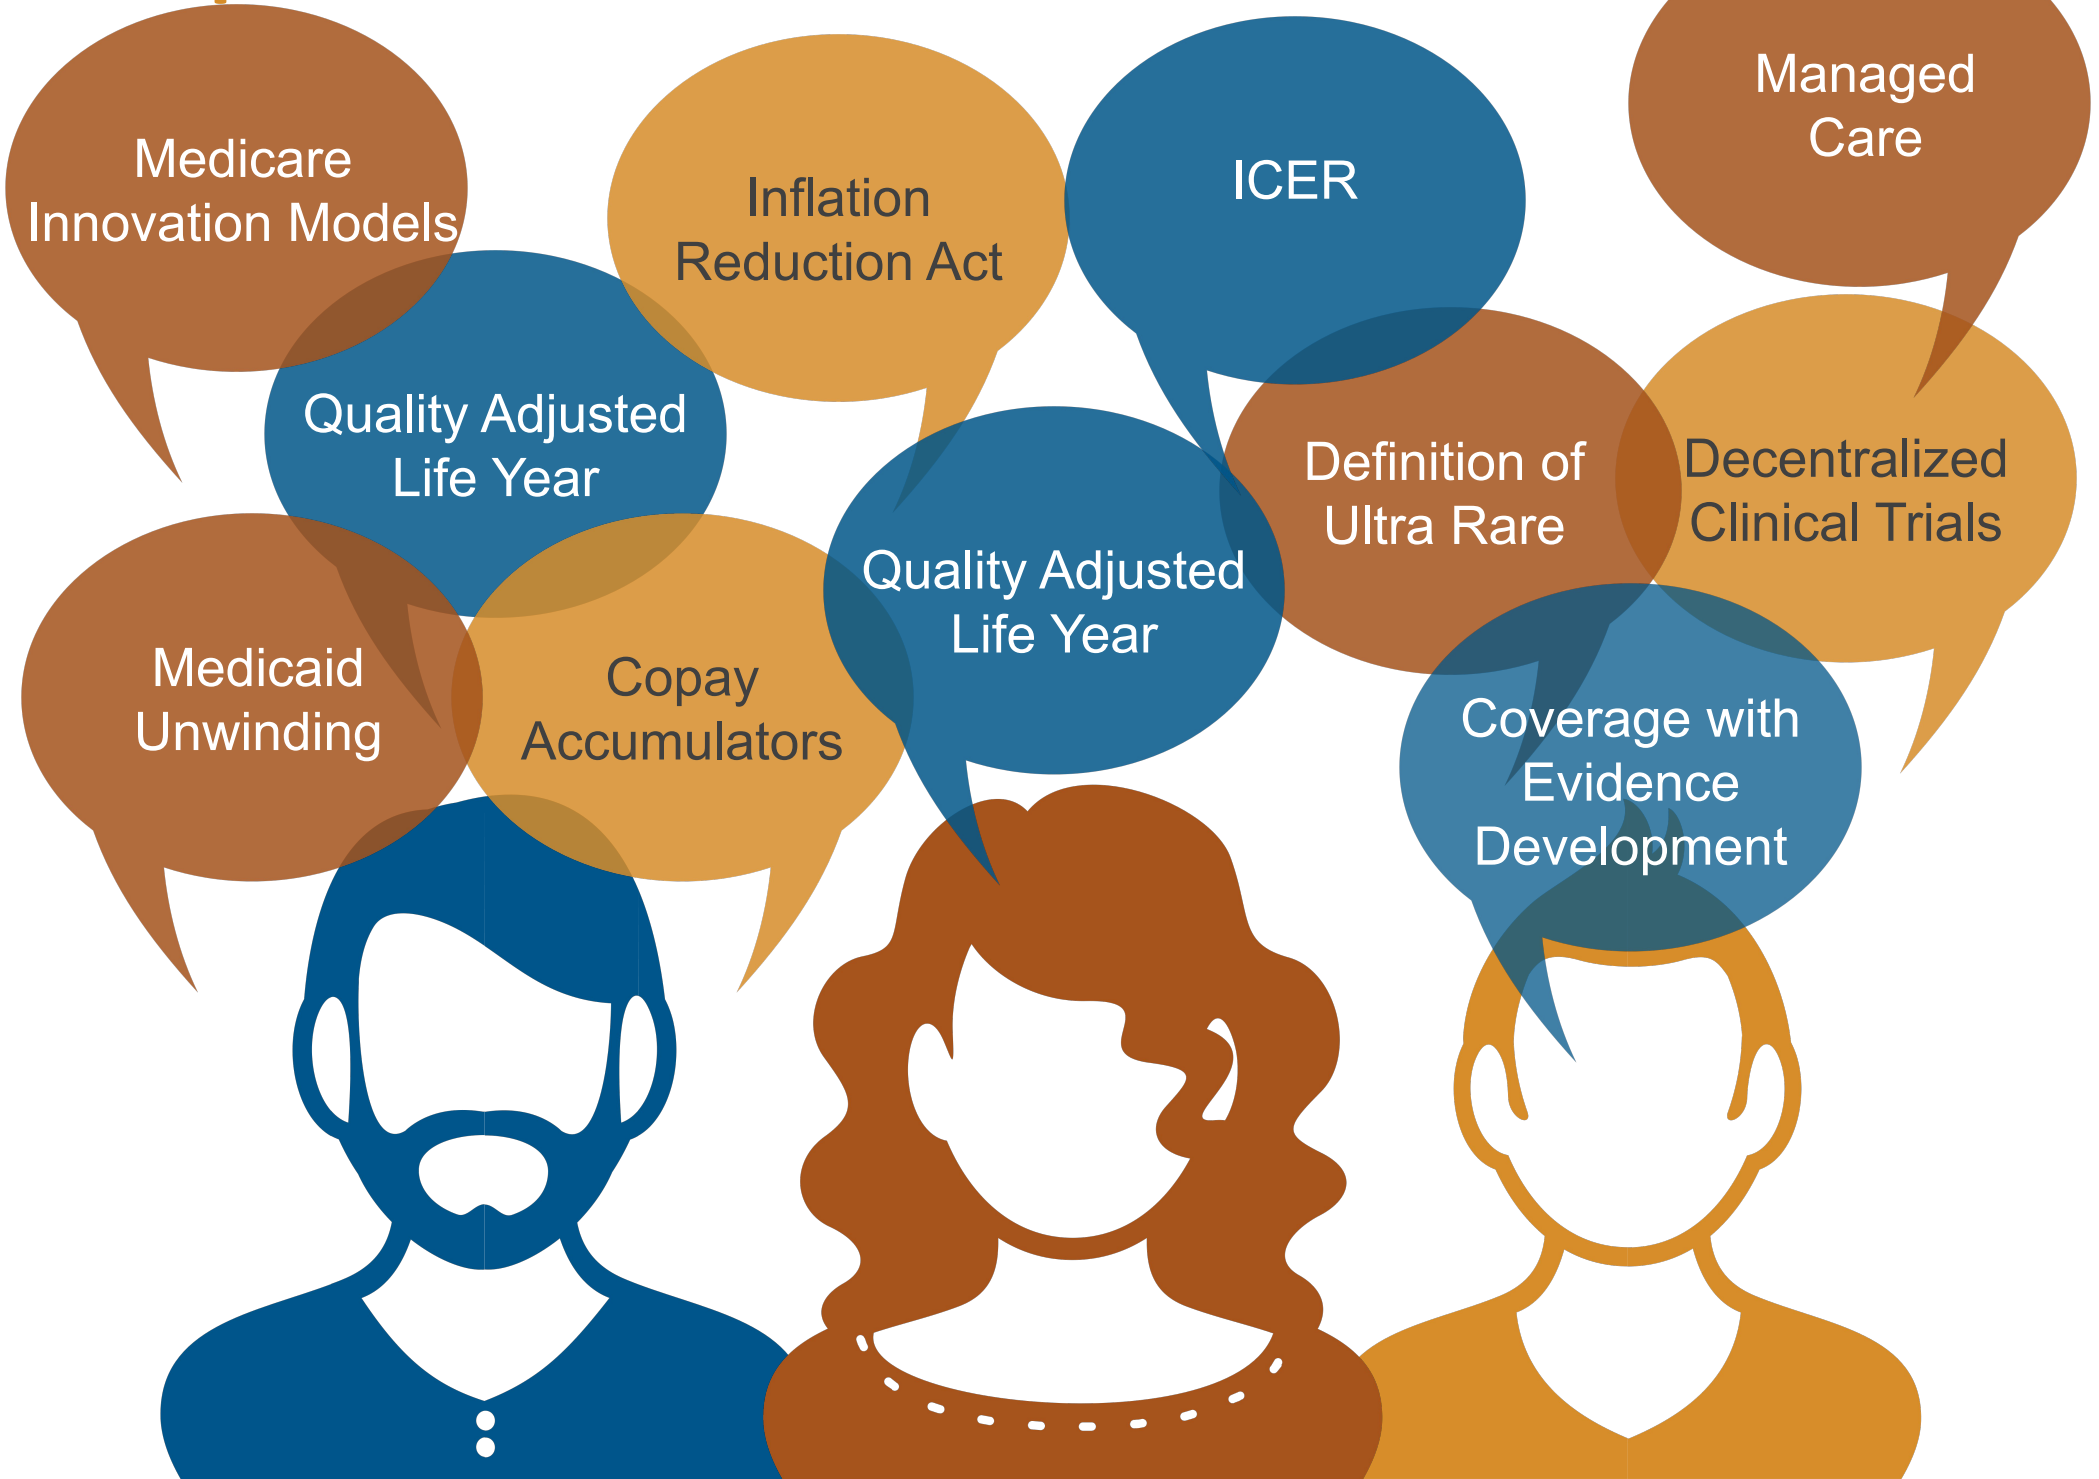 Medicare
Innovation Models
Inflation
Reduction Act
ICER
Managed
Care
Quality Adjusted
Life Year
Quality Adjusted
Life Year
Definition of
Ultra Rare
Decentralized
Clinical Trials
Medicaid
Unwinding
Copay
Accumulators
Coverage with
Evidence
Development